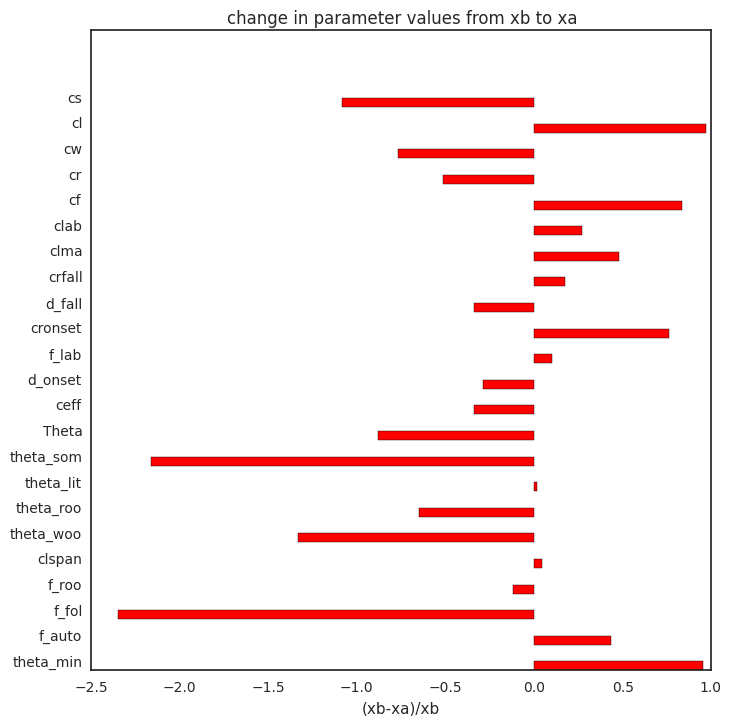 change in parameter values from xb to xa
cs
cl
cw
cr
cf
clab
clma
crfall
d_fall
cronset
f_lab
d_onset
ceff
Theta
theta_som
theta_lit
theta_roo
theta_woo
clspan
f_roo
f_fol
f_auto
theta_min
−2.5 −2.0 −1.5 −1.0 −0.5 0.0 0.5 1.0
(xb-xa)/xb